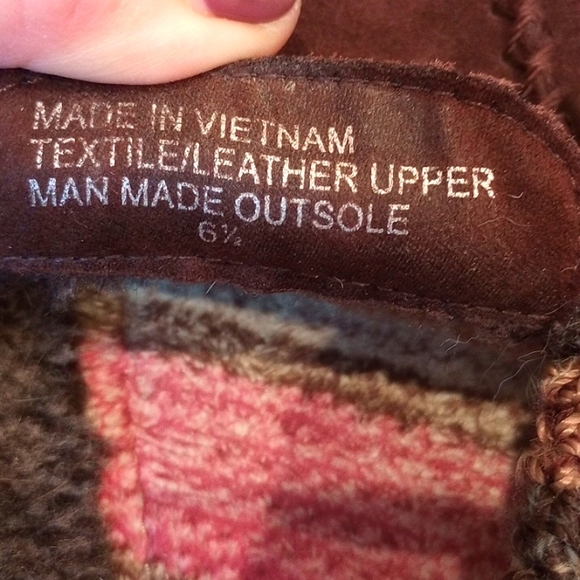 MADE IN VIETNAM
TEXTILE/LEATHER UPPER
MAN MADE OUTSOLE
6½